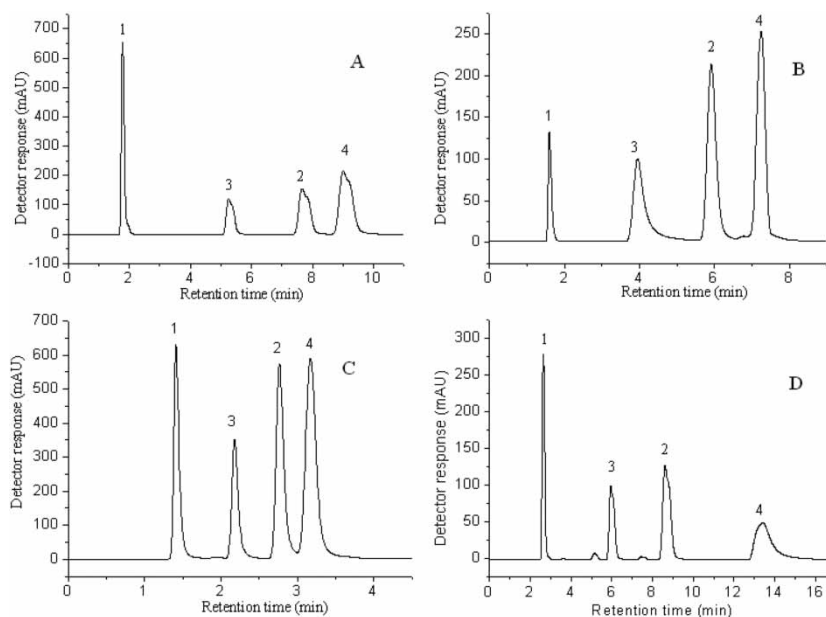 700
600
500
400
300
200
100
0
-100
Detector response (mAU)
1
3
2
4
A
0 2 4 6 8 10
Retention time (min)
250
200
150
100
50
0
Detector response (mAU)
1
3
2
4
B
0 2 4 6 8
Retention time (min)
700
600
500
400
300
200
100
0
Detector response (mAU)
1
3
2
4
C
0 1 2 3 4
Retention time (min)
300
250
200
150
100
50
0
Detector response (mAU)
1
3
2
4
D
0 2 4 6 8 10 12 14 16
Retention time (min)